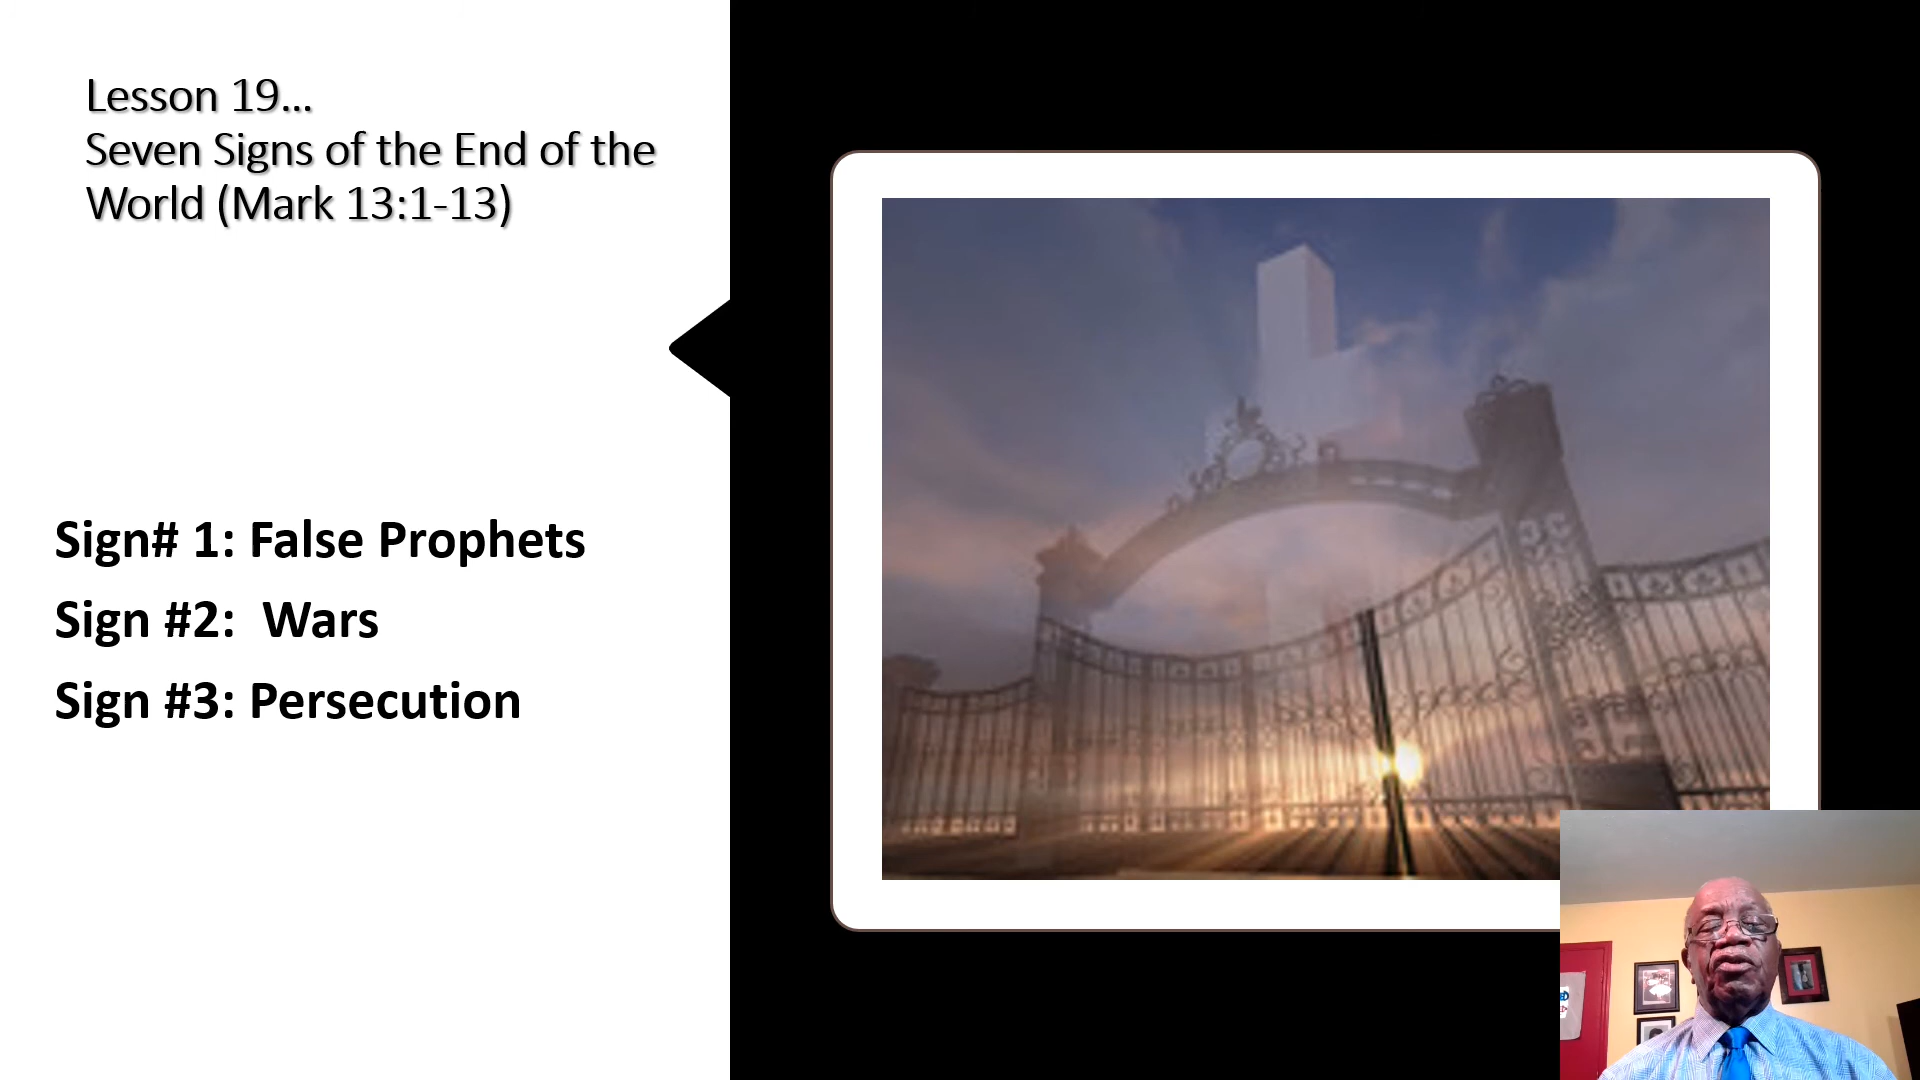 Lesson 19…
Seven Signs of the End of the
World (Mark 13:1-13)
Sign# 1: False Prophets
Sign #2:  Wars
Sign #3: Persecution